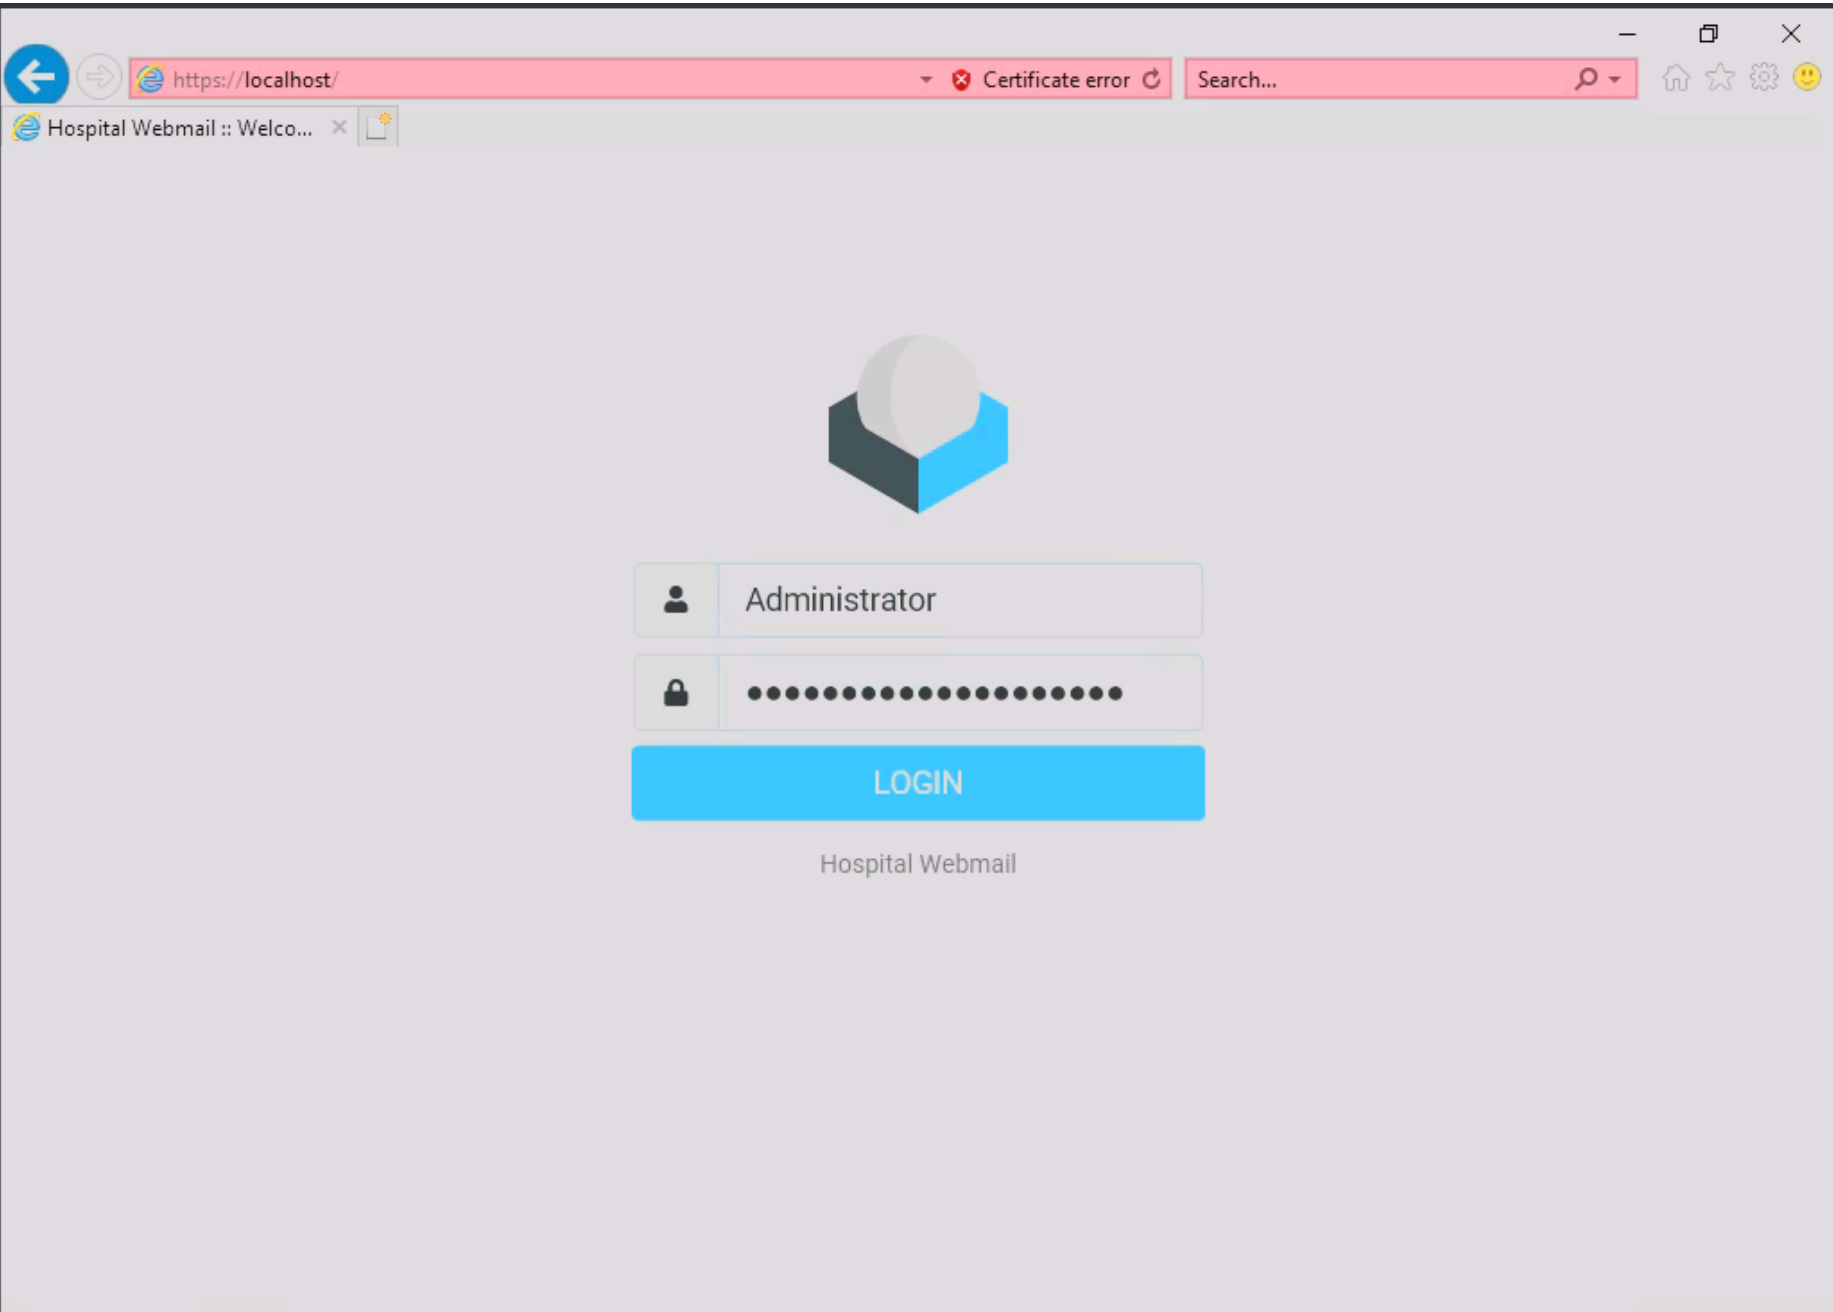 https://localhost/
Certificate error
Search...
Hospital Webmail :: Welco...
Administrator
LOGIN
Hospital Webmail